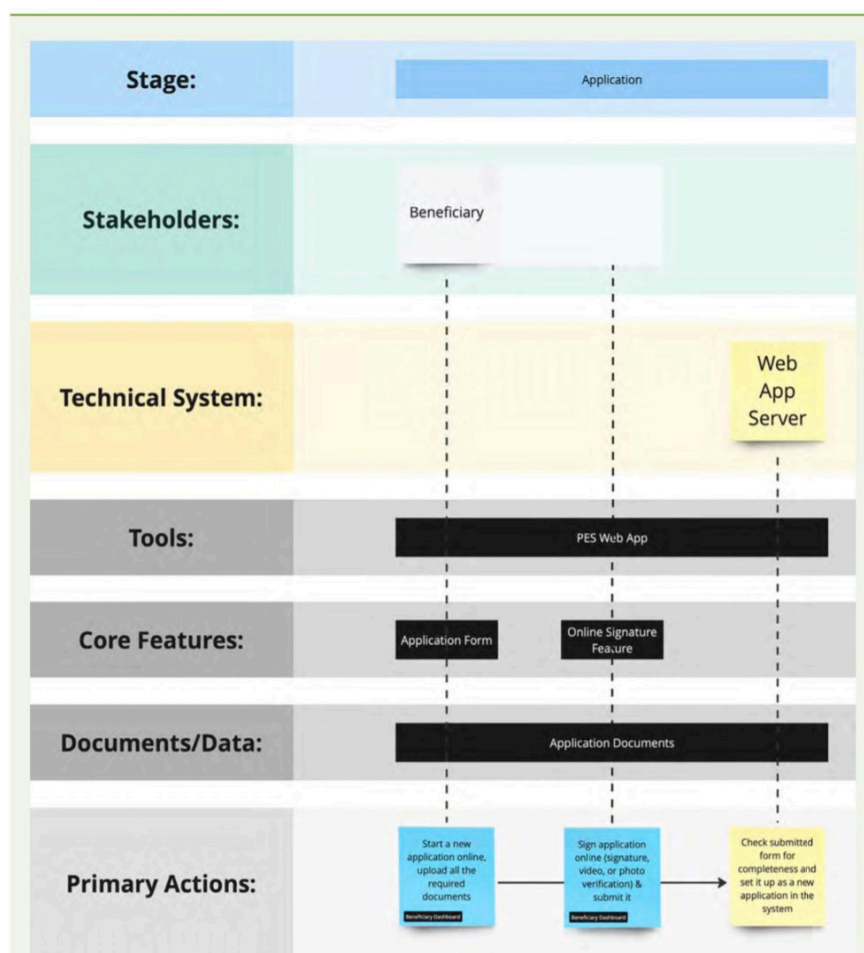 Stage:
Application
Stakeholders:
Beneficiary
Technical System:
Web
App
Server
Tools:
PES Web App
Core Features:
Application Form
Online Signature
Feature
Documents/Data:
Application Documents
Primary Actions:
Start a new
application online,
upload all the
required
documents
Beneficiary Dashboard
Sign application
online (signature,
video, or photo
verification) &
submit it
Beneficiary Dashboard
Check submitted
form for
completeness and
set it up as a new
application in the
system